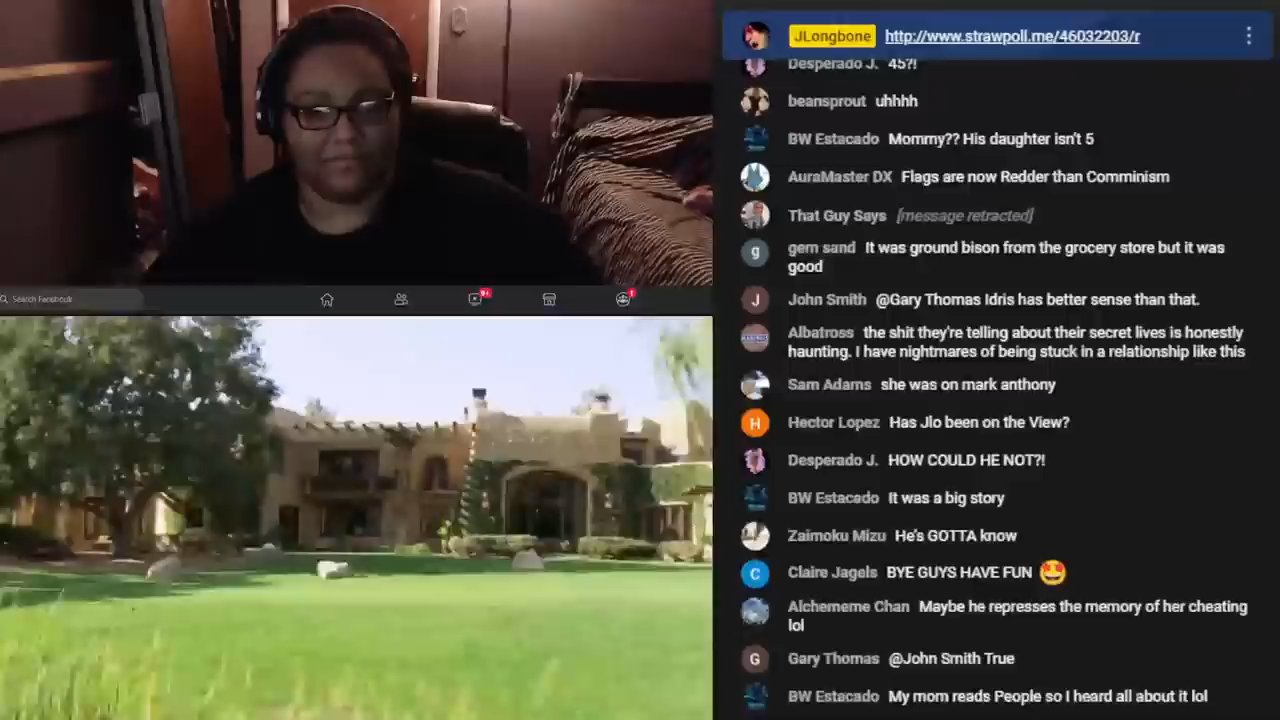 JLongbone http://www.strawpoll.me/46032203/r
Desperado J. 45?!
beansprout uhhhh
BW Estacado Mommy?? His daughter isn't 5
AuraMaster DX Flags are now Redder than Comminism
That Guy Says [message retracted]
g gem sand It was ground bison from the grocery store but it was
good
J John Smith @Gary Thomas Idris has better sense than that.
Albatross the shit they're telling about their secret lives is honestly
haunting. I have nightmares of being stuck in a relationship like this
Sam Adams she was on mark anthony
H Hector Lopez Has Jlo been on the View?
Desperado J. HOW COULD HE NOT?!
BW Estacado It was a big story
Zaimoku Mizu He's GOTTA know
C Claire Jagels BYE GUYS HAVE FUN
Alchememe Chan Maybe he represses the memory of her cheating
lol
G Gary Thomas @John Smith True
BW Estacado My mom reads People so I heard all about it lol
Search Facebook
9+
1